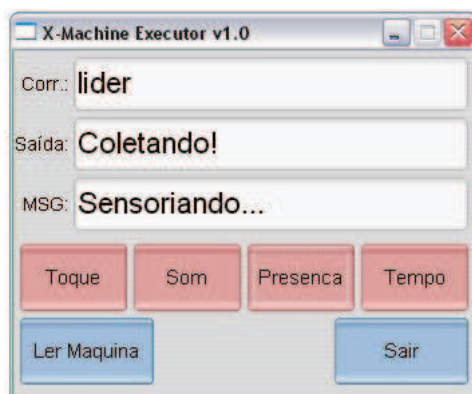 X-Machine Executor v1.0
Corr.: lider
Saída: Coletando!
MSG: Sensoriando...
Toque Som Presenca Tempo
Ler Maquina Sair